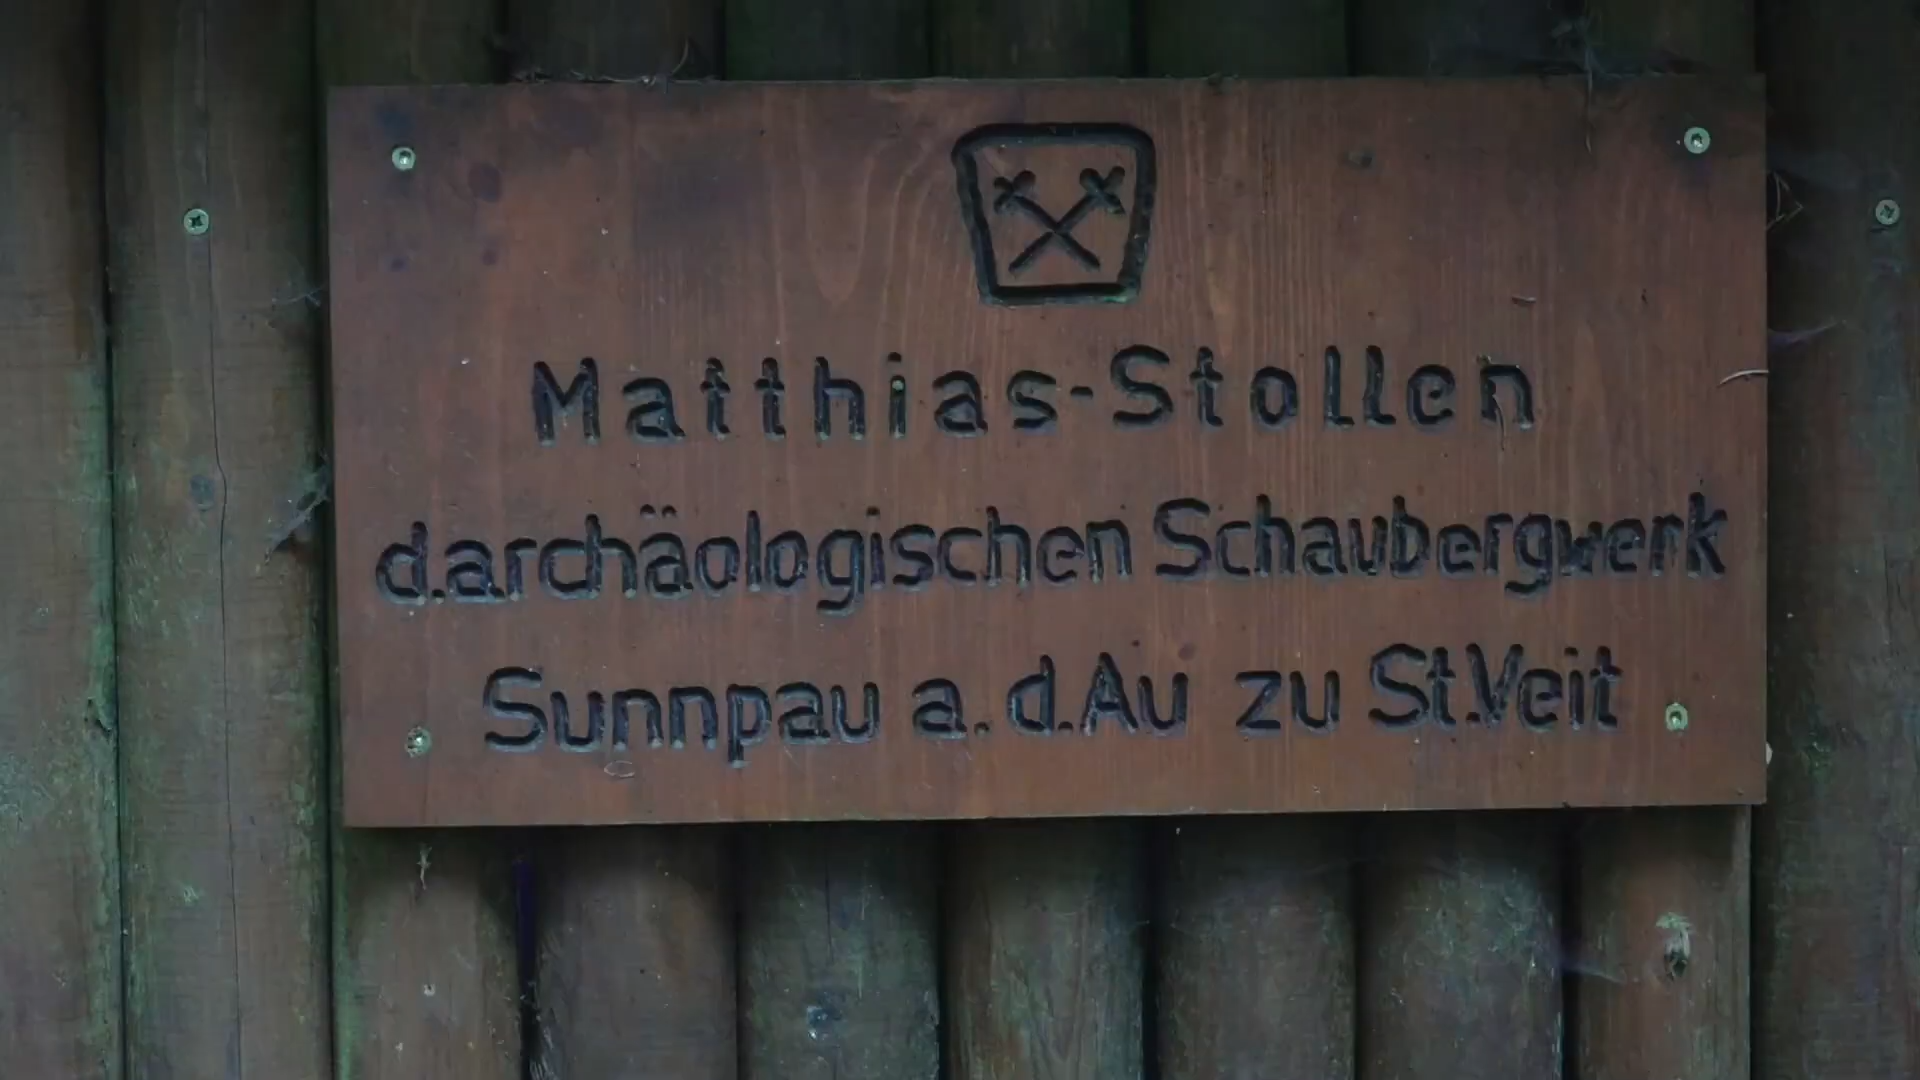 Matthias-Stollen
d.archäologischen Schaubergwerk
Sunnpau a. d.Au zu St.Veit